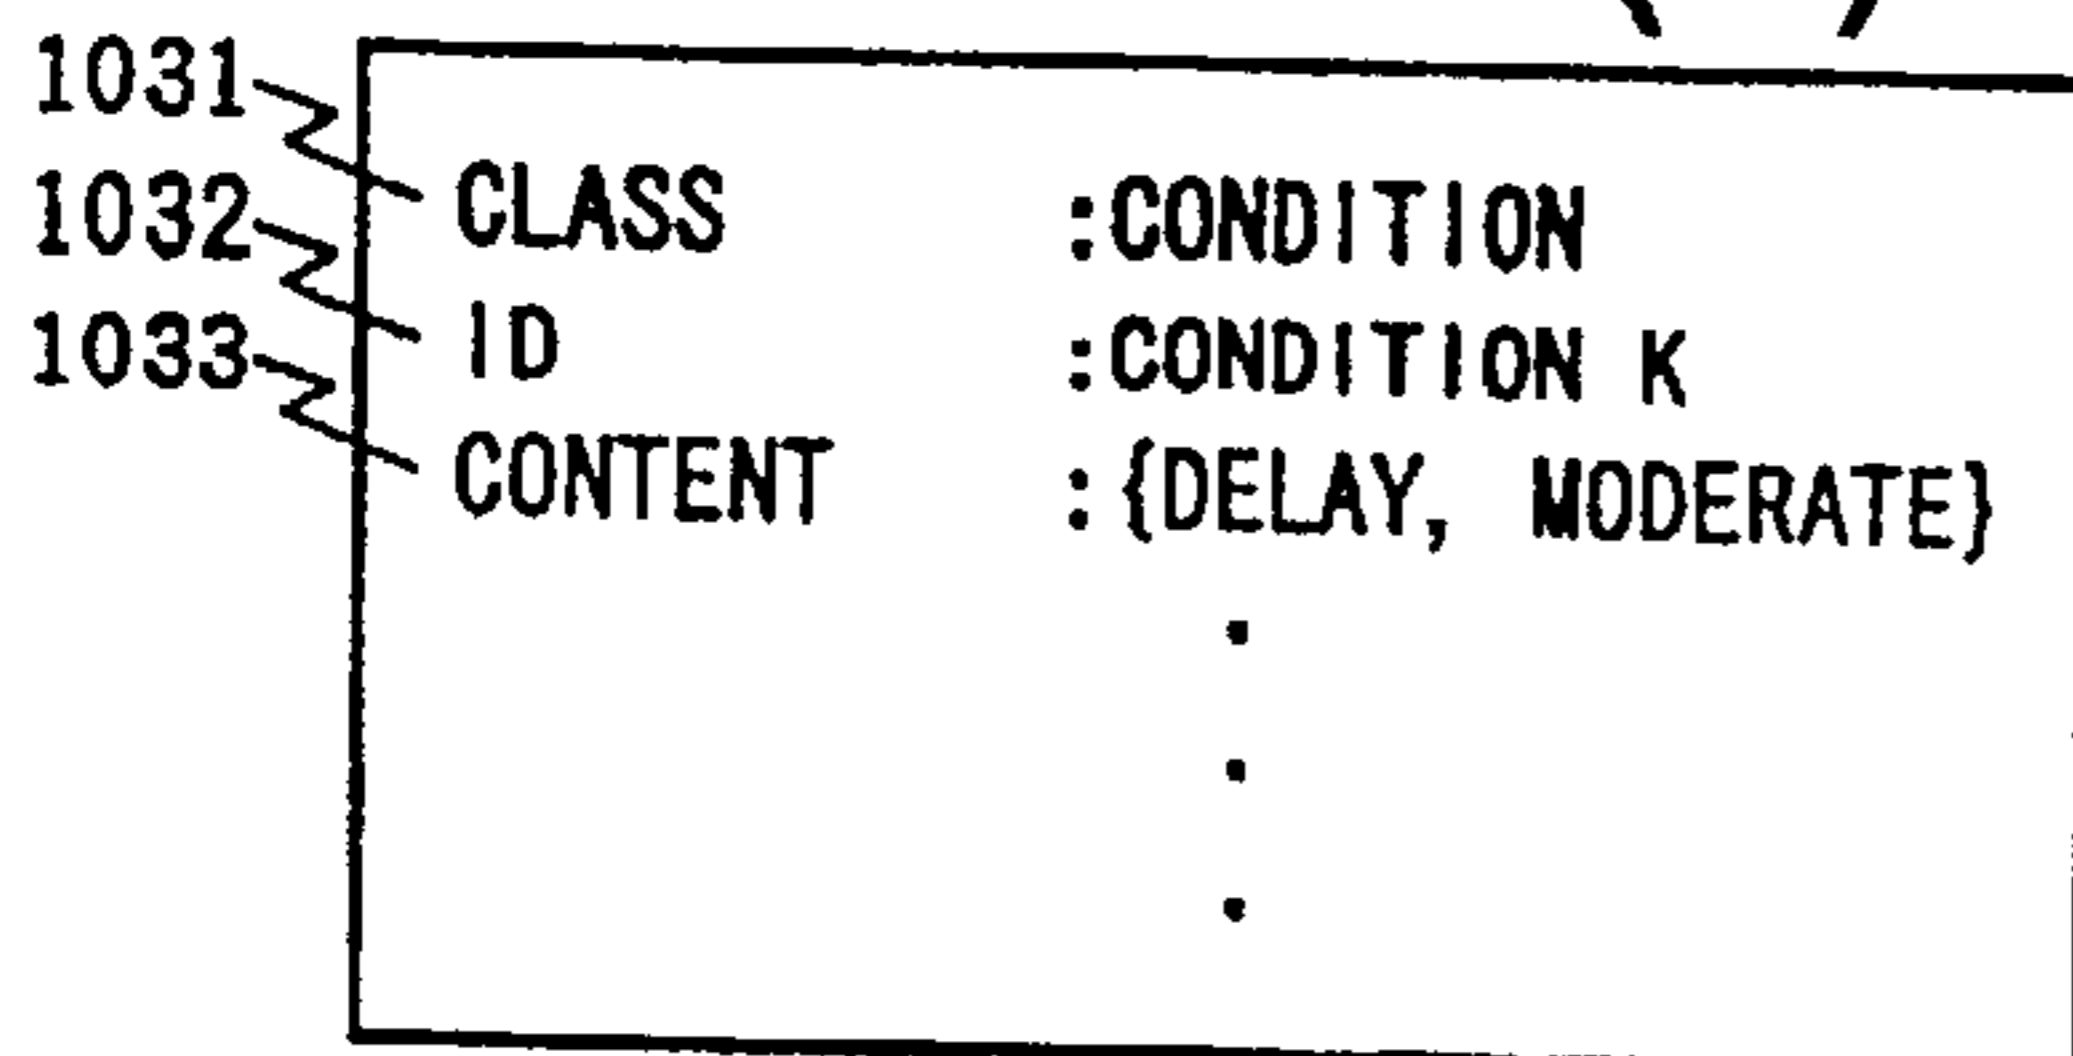 1031 CLASS :CONDITION
1032 ID :CONDITION K
1033 CONTENT :{DELAY, MODERATE}